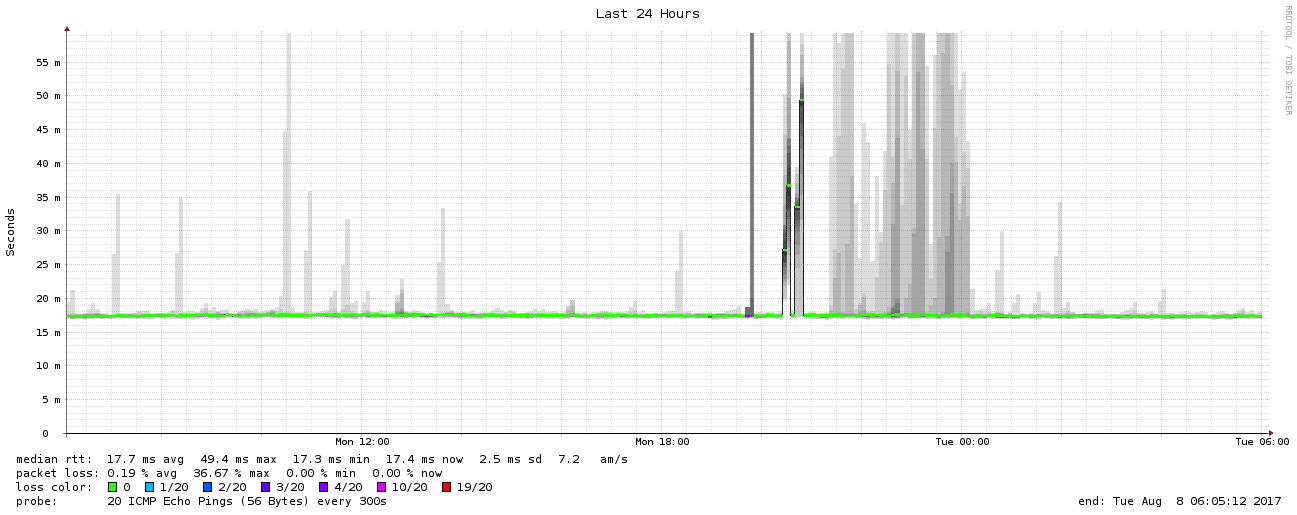 Last 24 Hours
RRDTOOL / TOBI OETIKER
Seconds
55 m
50 m
45 m
40 m
35 m
30 m
25 m
20 m
15 m
10 m
5 m
0
Mon 12:00 Mon 18:00 Tue 00:00 Tue 06:00
median rtt: 17.7 ms avg 49.4 ms max 17.3 ms min 17.4 ms now 2.5 ms sd 7.2 am/s
packet loss: 0.19 % avg 36.67 % max 0.00 % min 0.00 % now
loss color: 0 1/20 2/20 3/20 4/20 10/20 19/20
probe: 20 ICMP Echo Pings (56 Bytes) every 300s end: Tue Aug 8 06:05:12 2017